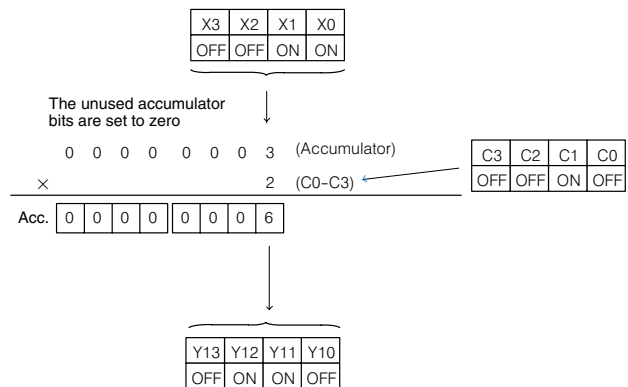 X3 X2 X1 X0
OFF OFF ON ON
The unused accumulator
bits are set to zero
0 0 0 0 0 0 0 3 (Accumulator)
× 2 (C0-C3)
C3 C2 C1 C0
OFF OFF ON OFF
Acc. 0 0 0 0 0 0 0 6
Y13 Y12 Y11 Y10
OFF ON ON OFF